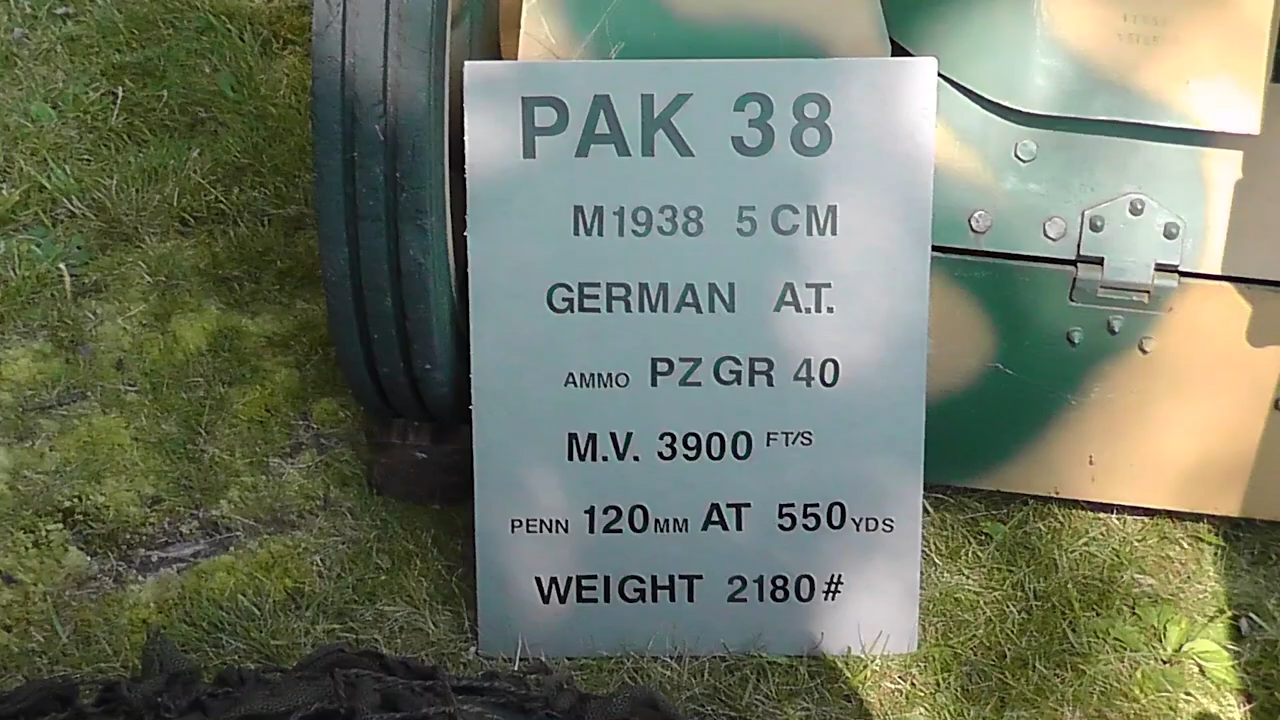 PAK 38
M1938 5 CM
GERMAN A.T.
AMMO PZ GR 40
M.V. 3900 FT/S
PENN 120MM AT 550YDS
WEIGHT 2180#